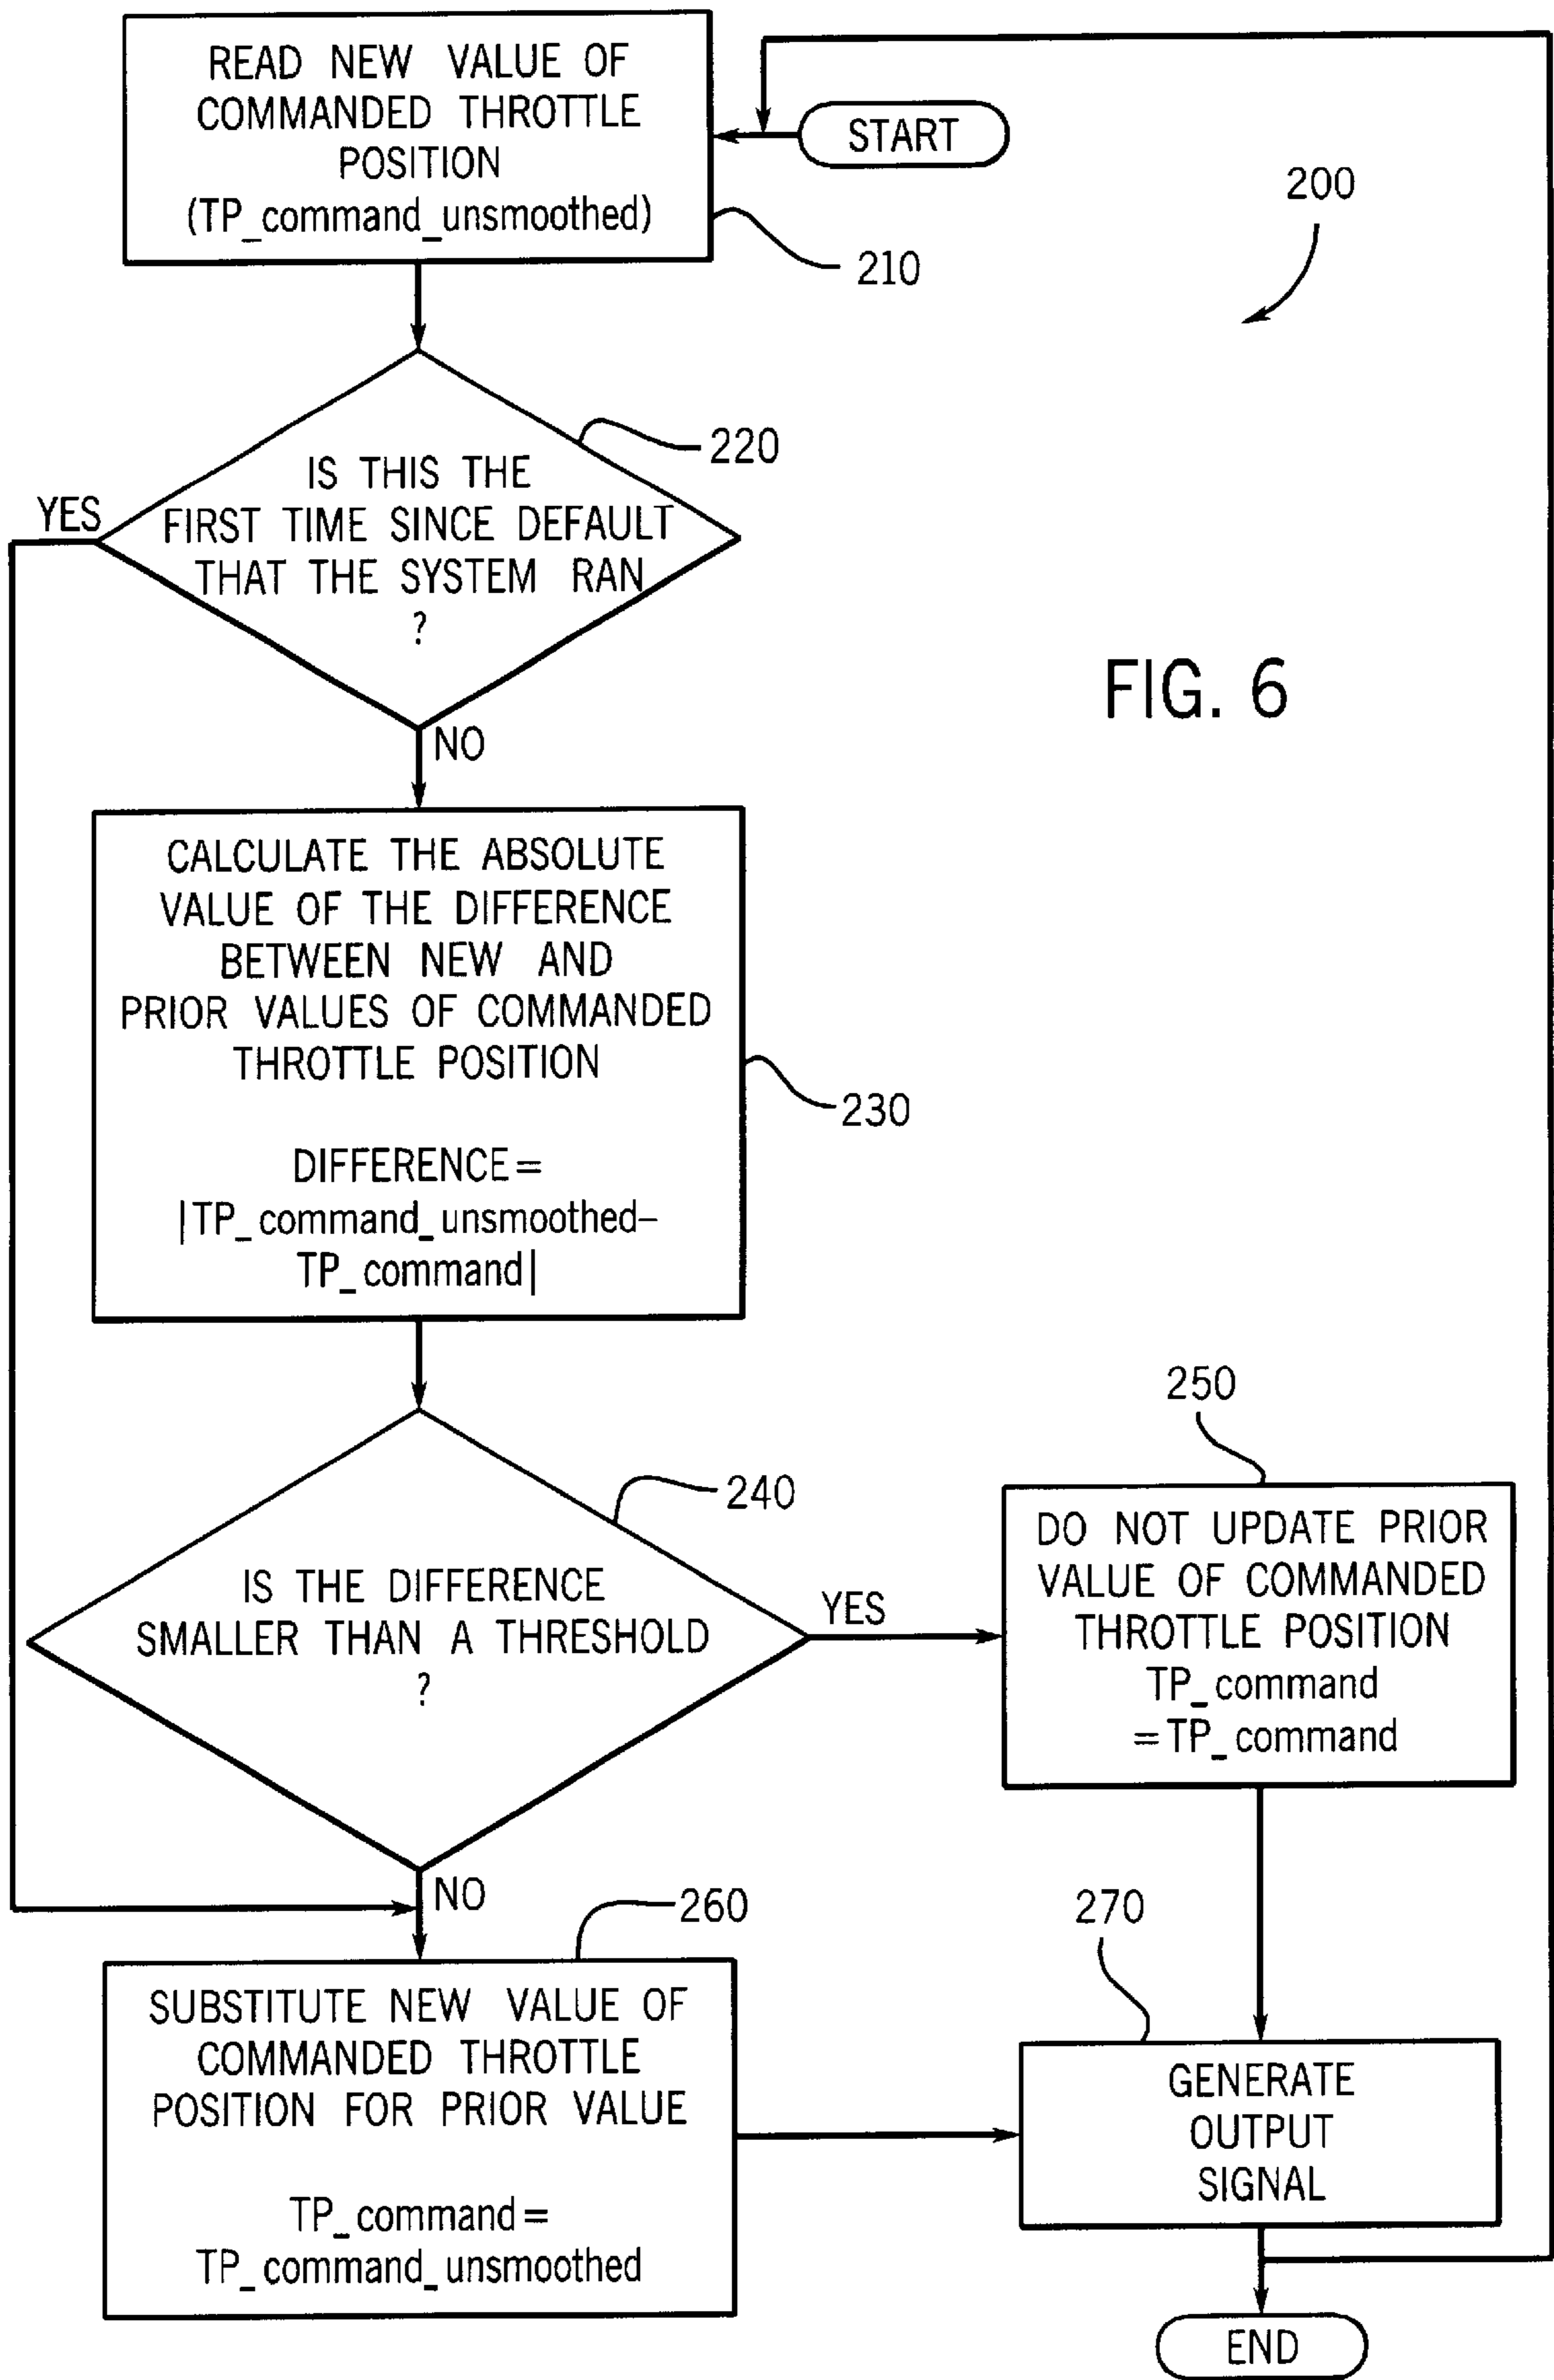 READ NEW VALUE OF
COMMANDED THROTTLE
POSITION
(TP_command_unsmoothed)
START
200
210
220
IS THIS THE
FIRST TIME SINCE DEFAULT
THAT THE SYSTEM RAN
?
YES
NO
FIG. 6
CALCULATE THE ABSOLUTE
VALUE OF THE DIFFERENCE
BETWEEN NEW AND
PRIOR VALUES OF COMMANDED
THROTTLE POSITION
DIFFERENCE=
|TP_command_unsmoothed–
TP_command|
230
240
IS THE DIFFERENCE
SMALLER THAN A THRESHOLD
?
YES
NO
250
DO NOT UPDATE PRIOR
VALUE OF COMMANDED
THROTTLE POSITION
TP_command
=TP_command
260
SUBSTITUTE NEW VALUE OF
COMMANDED THROTTLE
POSITION FOR PRIOR VALUE
TP_command=
TP_command_unsmoothed
270
GENERATE
OUTPUT
SIGNAL
END